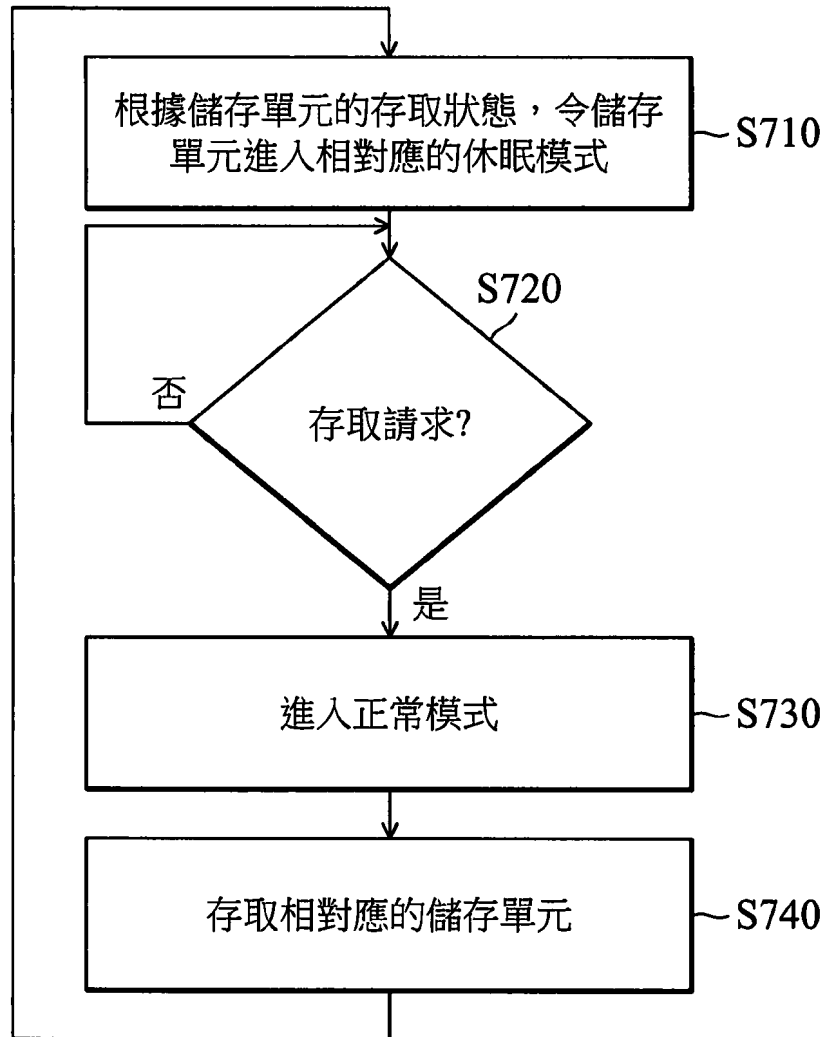 根據儲存單元的存取狀態，令儲存
單元進入相對應的休眠模式
S710
S720
否
存取請求?
是
進入正常模式
S730
存取相對應的儲存單元
S740